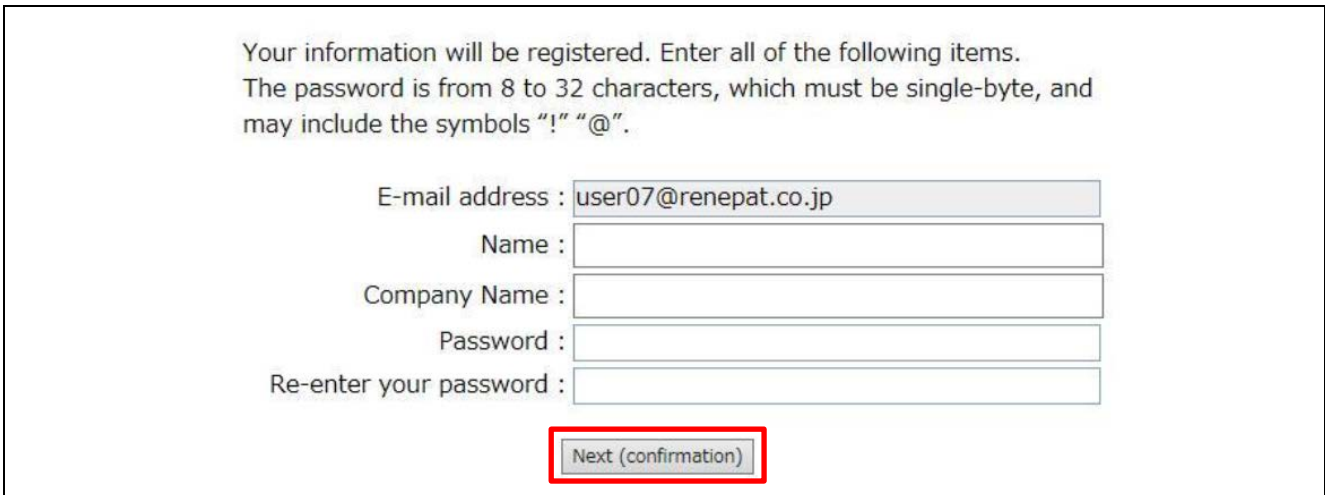 Your information will be registered. Enter all of the following items.
The password is from 8 to 32 characters, which must be single-byte, and
may include the symbols “!” “@”.
E-mail address : user07@renepat.co.jp
Name :
Company Name :
Password :
Re-enter your password :
Next (confirmation)